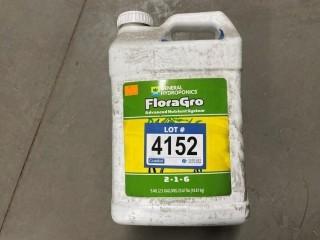 GENERAL
HYDROPONICS
FloraGro
Advanced Nutrient System
LOT #
4152
2-1-6